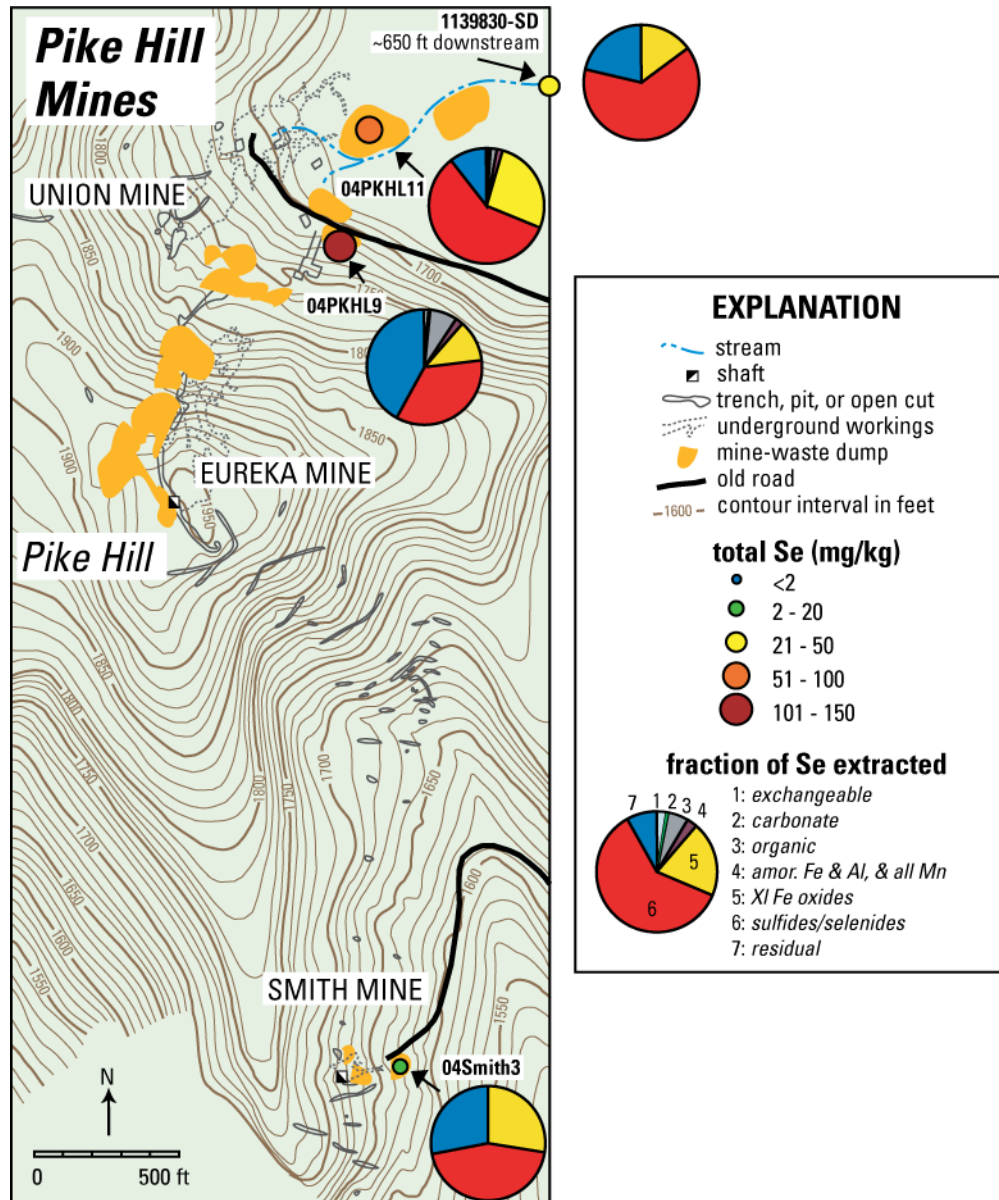 Pike Hill
Mines
1139830-SD
~650 ft downstream
1800
UNION MINE
04PKHL11
1850
1700
1750
04PKHL9
1900
1800
1850
1900
EUREKA MINE
1950
Pike Hill
1850
1800
1700
1650
1750
1800
1750
1700
1600
1650
1600
SMITH MINE
1550
1550
04Smith3
N
0 500 ft
EXPLANATION
stream
shaft
trench, pit, or open cut
underground workings
mine-waste dump
old road
1600 contour interval in feet
total Se (mg/kg)
<2
2 - 20
21 - 50
51 - 100
101 - 150
fraction of Se extracted
7 1 2 3 4
5
6
1: exchangeable
2: carbonate
3: organic
4: amor. Fe & Al, & all Mn
5: Xl Fe oxides
6: sulfides/selenides
7: residual